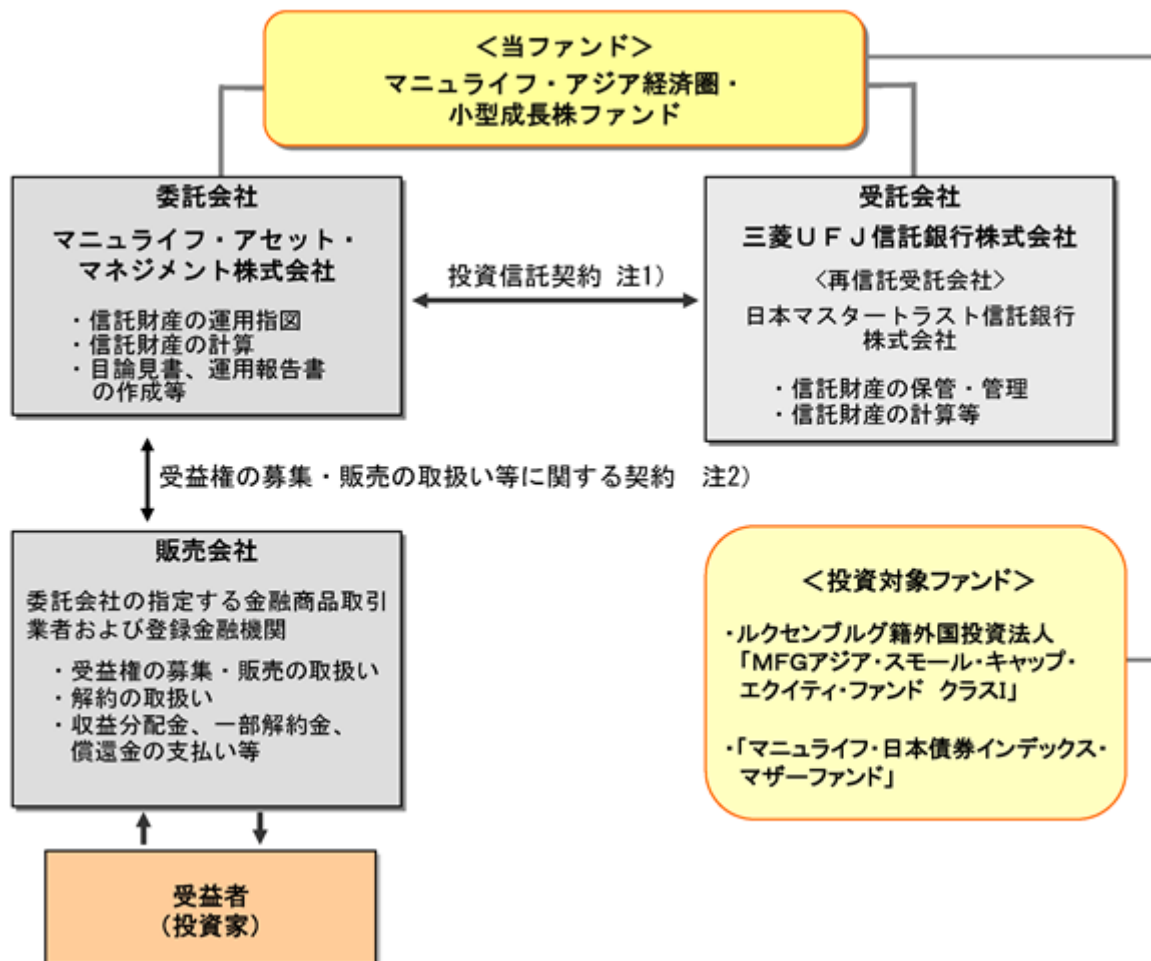 ＜当ファンド＞
マニュライフ・アジア経済圏・
小型成長株ファンド
委託会社
マニュライフ・アセット・
マネジメント株式会社
・信託財産の運用指図
・信託財産の計算
・目論見書、運用報告書
の作成等
投資信託契約 注1）
受託会社
三菱ＵＦＪ信託銀行株式会社
〈再信託受託会社〉
日本マスタートラスト信託銀行
株式会社
・信託財産の保管・管理
・信託財産の計算等
受益権の募集・販売の取扱い等に関する契約　注2）
販売会社
委託会社の指定する金融商品取引
業者および登録金融機関
・受益権の募集・販売の取扱い
・解約の取扱い
・収益分配金、一部解約金、
償還金の支払い等
＜投資対象ファンド＞
・ルクセンブルグ籍外国投資法人
「MFGアジア・スモール・キャップ・
エクイティ・ファンド クラスI」
・「マニュライフ・日本債券インデックス・
マザーファンド」
受益者
（投資家）